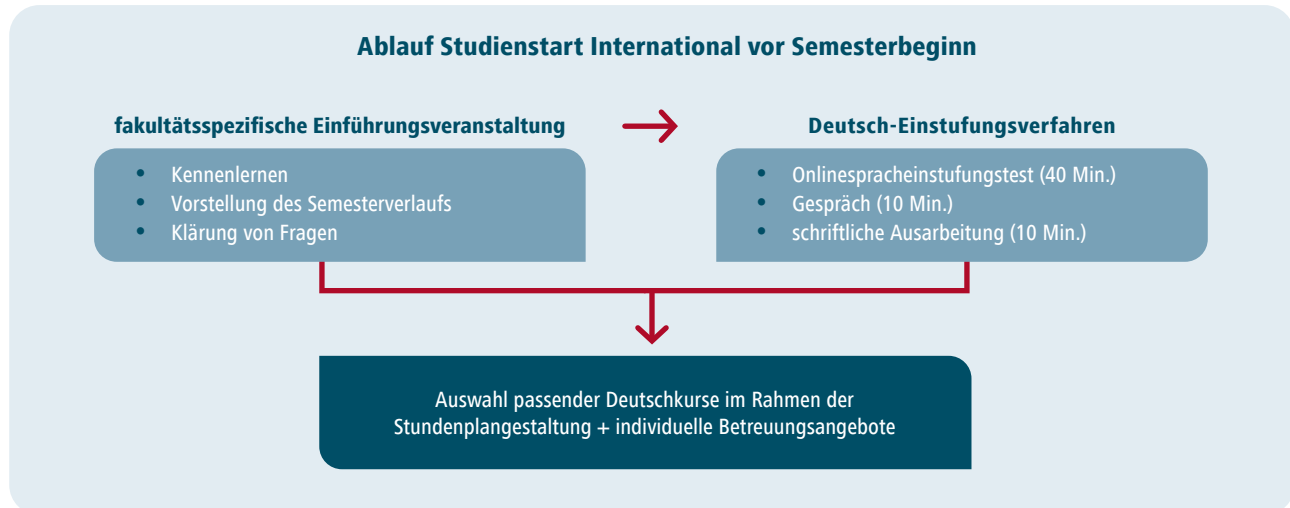 Ablauf Studienstart International vor Semesterbeginn
fakultätsspezifische Einführungsveranstaltung
• Kennenlernen
• Vorstellung des Semesterverlaufs
• Klärung von Fragen
Deutsch-Einstufungsverfahren
• Onlinespracheinstufungstest (40 Min.)
• Gespräch (10 Min.)
• schriftliche Ausarbeitung (10 Min.)
Auswahl passender Deutschkurse im Rahmen der
Stundenplangestaltung + individuelle Betreuungsangebote